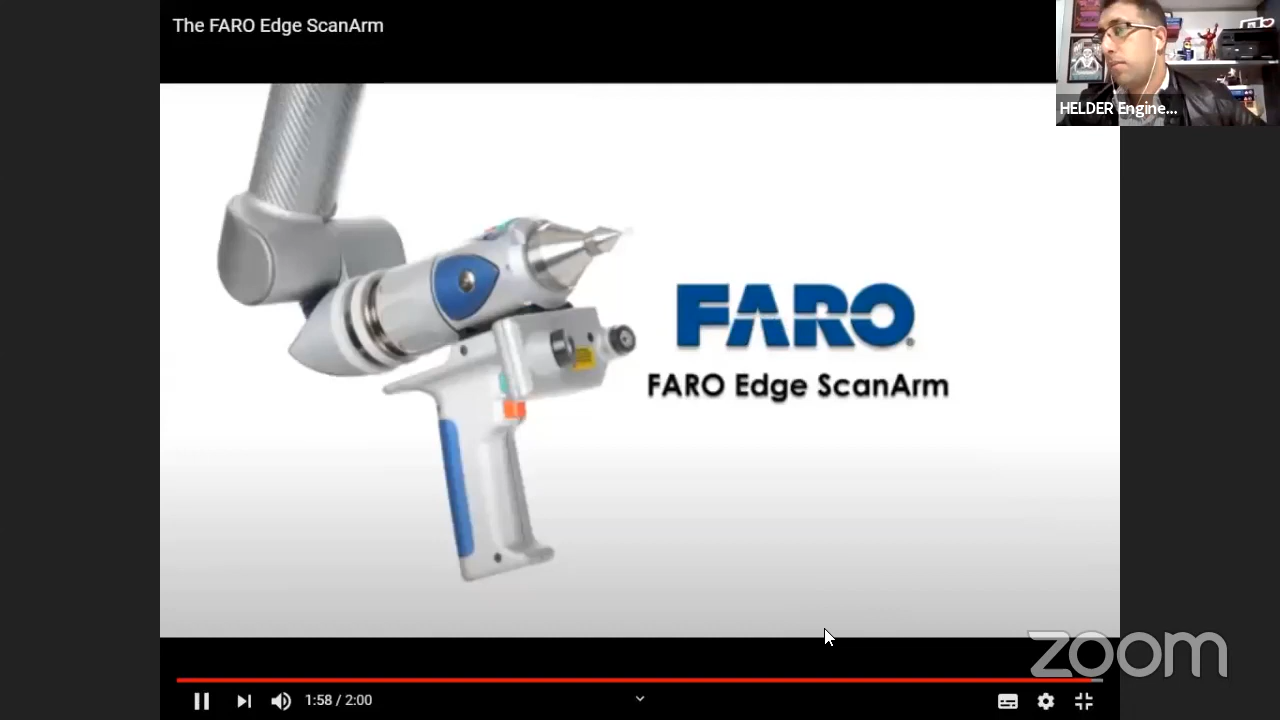 The FARO Edge ScanArm
HELDER Engine...
FARO
FARO Edge ScanArm
zoom
1:58 / 2:00